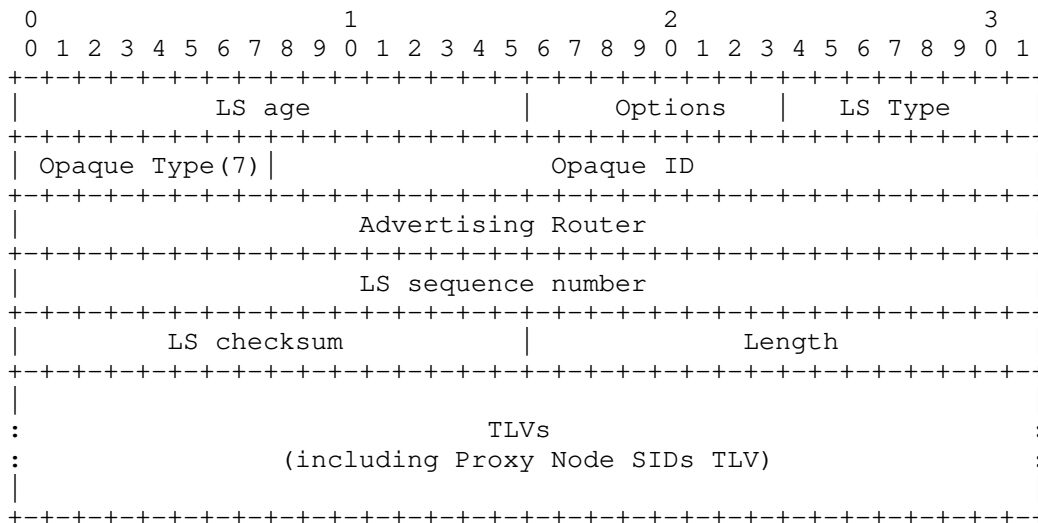 0                   1                   2                   3
0 1 2 3 4 5 6 7 8 9 0 1 2 3 4 5 6 7 8 9 0 1 2 3 4 5 6 7 8 9 0 1
+-+-+-+-+-+-+-+-+-+-+-+-+-+-+-+-+-+-+-+-+-+-+-+-+-+-+-+-+-+-+-+--
|            LS age             |     Options   |   LS Type
+-+-+-+-+-+-+-+-+-+-+-+-+-+-+-+-+-+-+-+-+-+-+-+-+-+-+-+-+-+-+-+--
| Opaque Type(7)|                 Opaque ID
+-+-+-+-+-+-+-+-+-+-+-+-+-+-+-+-+-+-+-+-+-+-+-+-+-+-+-+-+-+-+-+--
|                     Advertising Router
+-+-+-+-+-+-+-+-+-+-+-+-+-+-+-+-+-+-+-+-+-+-+-+-+-+-+-+-+-+-+-+--
|                     LS sequence number
+-+-+-+-+-+-+-+-+-+-+-+-+-+-+-+-+-+-+-+-+-+-+-+-+-+-+-+-+-+-+-+--
|         LS checksum           |             Length
+-+-+-+-+-+-+-+-+-+-+-+-+-+-+-+-+-+-+-+-+-+-+-+-+-+-+-+-+-+-+-+--
|
:                             TLVs                              :
:                (including Proxy Node SIDs TLV)                :
|
+-+-+-+-+-+-+-+-+-+-+-+-+-+-+-+-+-+-+-+-+-+-+-+-+-+-+-+-+-+-+-+--